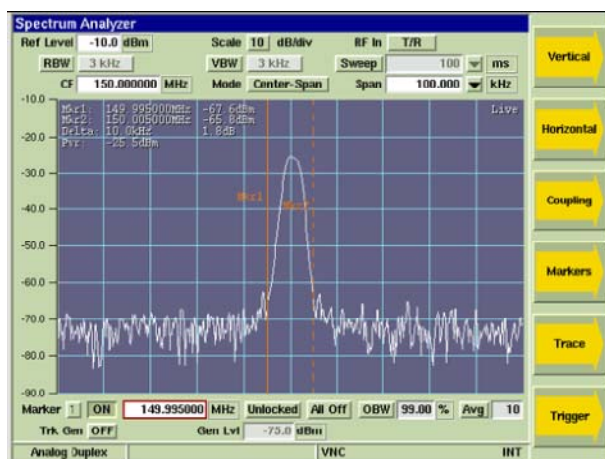 Spectrum Analyzer
Ref Level -10.0 dBm Scale 10 dB/div RF In T/R
RBW 3 kHz VBW 3 kHz Sweep 100 ms
CF 150.000000 MHz Mode Center-Span Span 100.000 kHz
-10.0
Mkr1: 149.995000MHz -67.6dBm Live
Mkr2: 150.005000MHz -65.8dBm
Delta: 10.0kHz 1.8dB
Pwr: -25.5dBm
-20.0
-30.0
Mkr1 Mkr2
-40.0
-50.0
-60.0
-70.0
-80.0
-90.0
Marker 1 ON 149.995000 MHz Unlocked All Off OBW 99.00 % Avg 10
Trk Gen OFF Gen Lvl -75.0 dBm
Analog Duplex VNC INT
Vertical
Horizontal
Coupling
Markers
Trace
Trigger